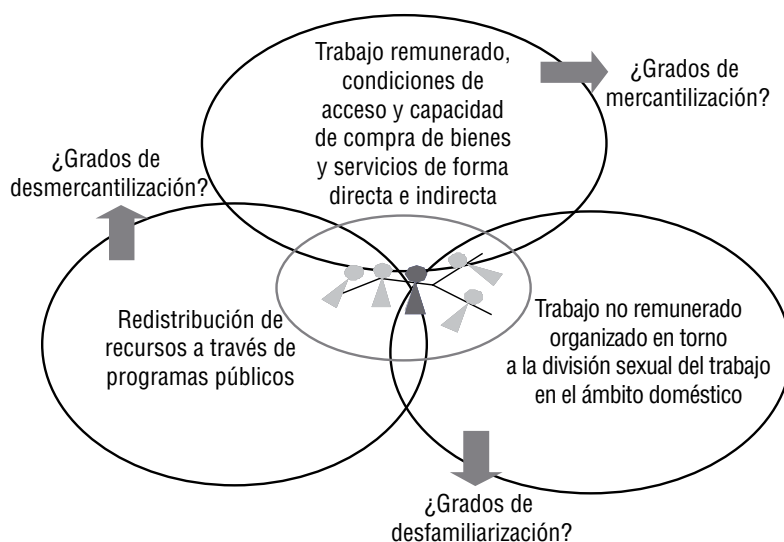 Trabajo remunerado,
condiciones de
acceso y capacidad
de compra de bienes
y servicios de forma
directa e indirecta
¿Grados de
mercantilización?
¿Grados de
desmercantilización?
Redistribución de
recursos a través de
programas públicos
Trabajo no remunerado
organizado en torno
a la división sexual del trabajo
en el ámbito doméstico
¿Grados de
desfamiliarización?